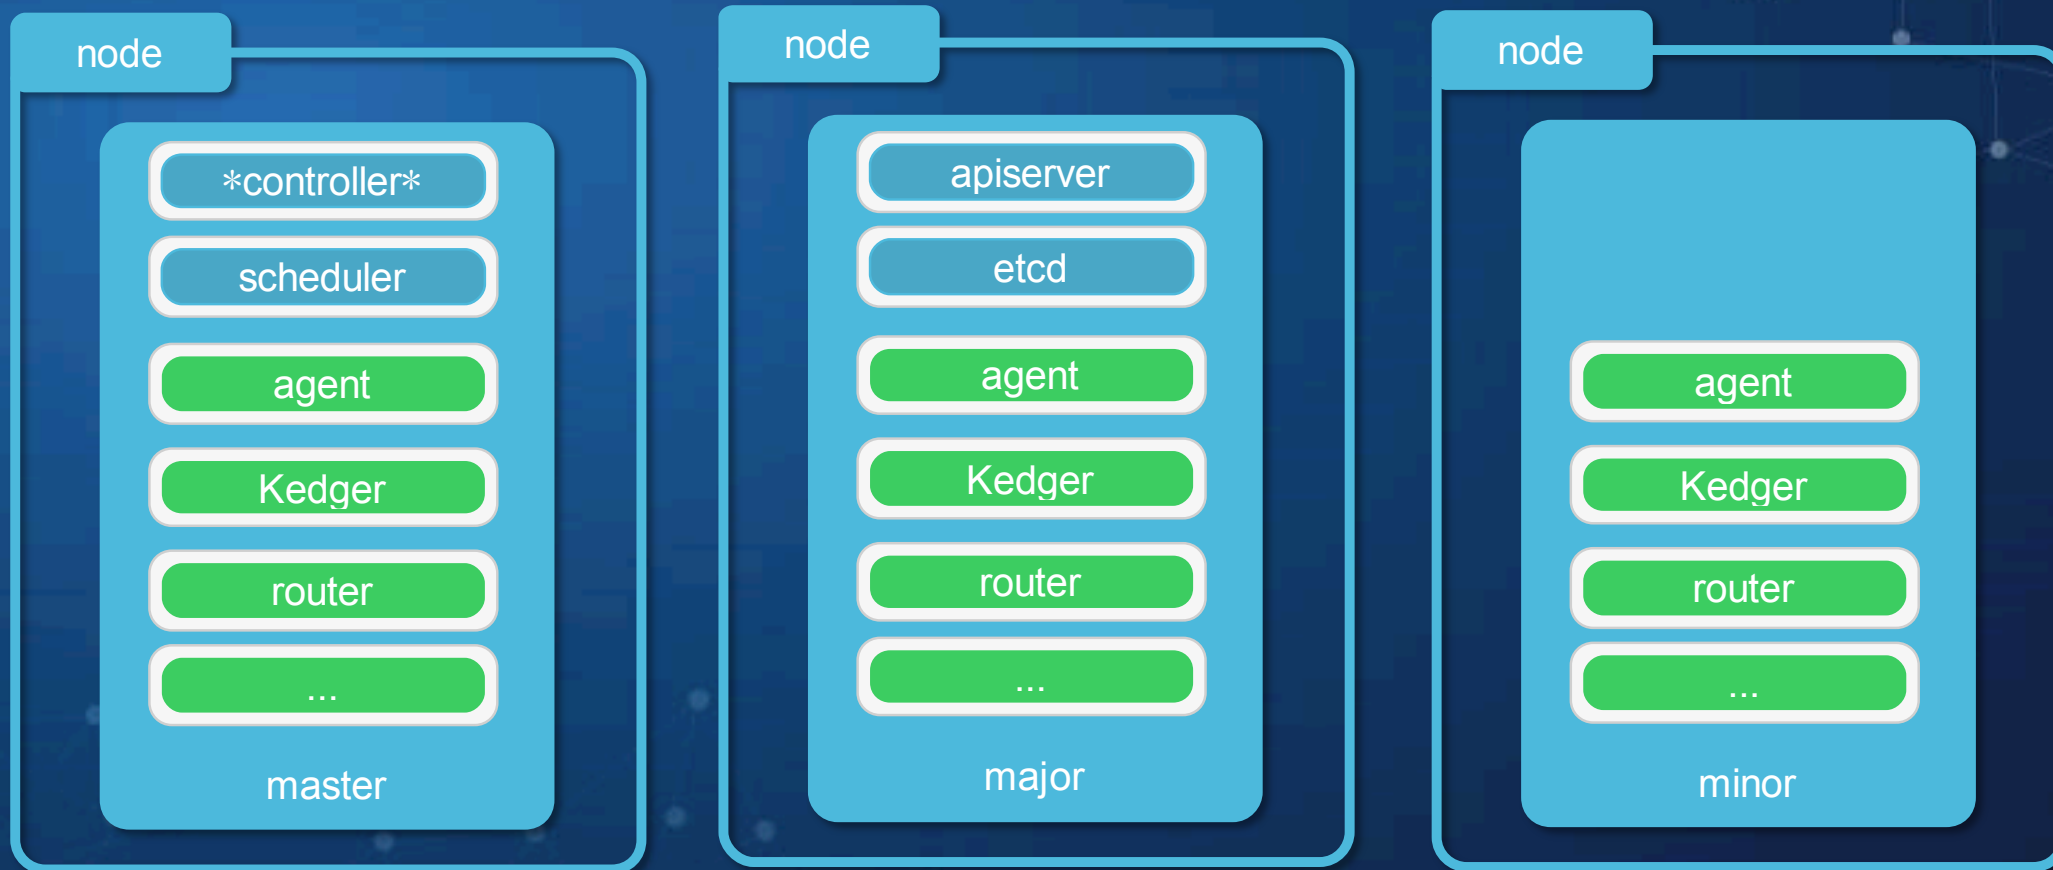 node
*controller*
scheduler
agent
Kedger
router
...
master
node
apiserver
etcd
agent
Kedger
router
...
major
node
agent
Kedger
router
...
minor